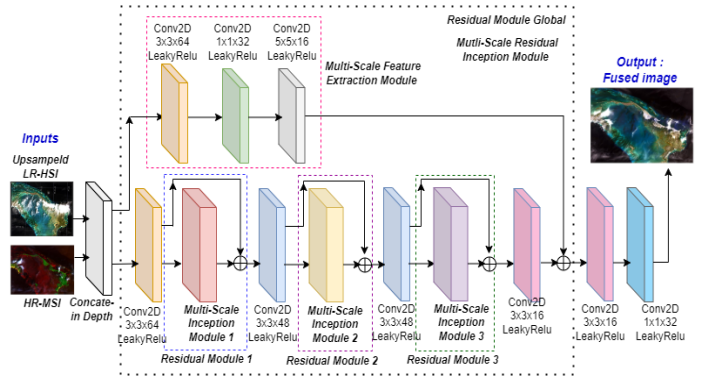 Residual Module Global
Mutli-Scale Residual
Inception Module
Conv2D
3x3x64
LeakyRelu
Conv2D
1x1x32
LeakyRelu
Conv2D
5x5x16
LeakyRelu
Multi-Scale Feature
Extraction Module
Output :
Fused image
Inputs
Upsampeld
LR-HSI
HR-MSI
Concate-
in Depth
Conv2D
3x3x64
LeakyRelu
Multi-Scale
Inception
Module 1
Residual Module 1
Conv2D
3x3x48
LeakyRelu
Multi-Scale
Inception
Module 2
Residual Module 2
Conv2D
3x3x48
LeakyRelu
Multi-Scale
Inception
Module 3
Residual Module 3
Conv2D
3x3x16
LeakyRelu
Conv2D
3x3x16
LeakyRelu
Conv2D
1x1x32
LeakyRelu